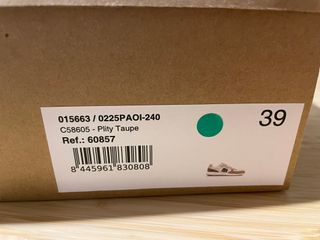 015663 / 0225PAOI-240
C58605 - Plity Taupe
Ref.: 60857
39
8 445961 830808